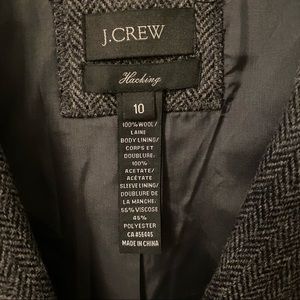 J.CREW
Hacking
10
100% WOOL/
LAINE
BODY LINING/
CORPS ET
DOUBLURE:
100%
ACETATE/
ACÉTATE
SLEEVE LINING/
DOUBLURE DE
LA MANCHE:
55% VISCOSE
45%
POLYESTER
CA #56445
MADE IN CHINA